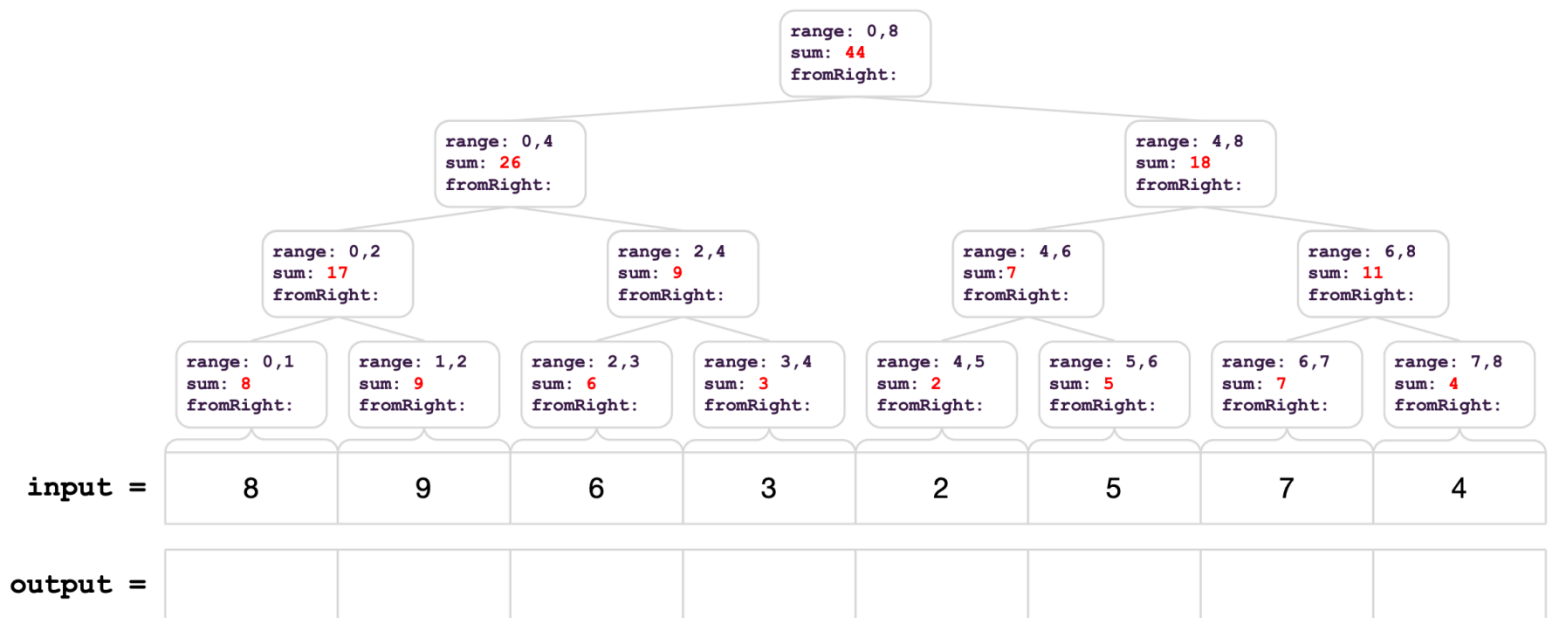 range: 0,8
sum: 44
fromRight:
range: 0,4
sum: 26
fromRight:
range: 4,8
sum: 18
fromRight:
range: 0,2
sum: 17
fromRight:
range: 2,4
sum: 9
fromRight:
range: 4,6
sum:7
fromRight:
range: 6,8
sum: 11
fromRight:
range: 0,1
sum: 8
fromRight:
range: 1,2
sum: 9
fromRight:
range: 2,3
sum: 6
fromRight:
range: 3,4
sum: 3
fromRight:
range: 4,5
sum: 2
fromRight:
range: 5,6
sum: 5
fromRight:
range: 6,7
sum: 7
fromRight:
range: 7,8
sum: 4
fromRight:
input = 8 9 6 3 2 5 7 4
output =